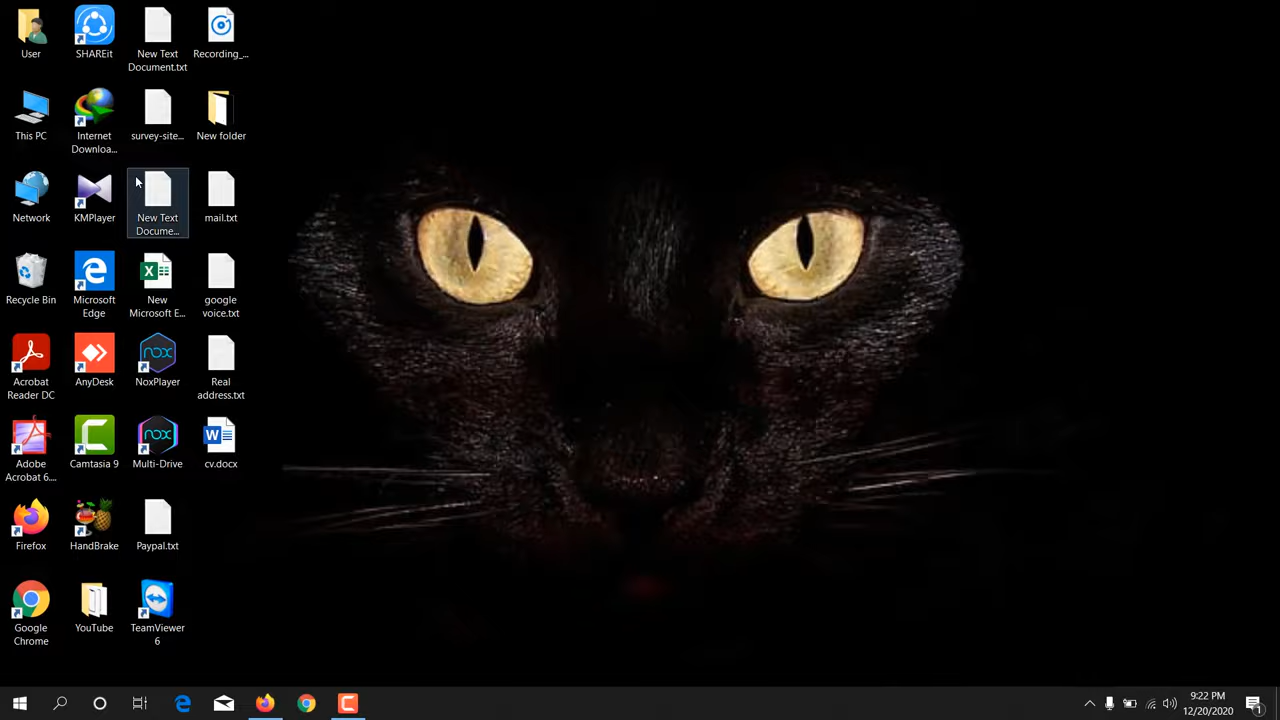 User
SHAREit
New Text
Document.txt
Recording_...
This PC
Internet
Downloa...
survey-site...
New folder
Network
KMPlayer
New Text
Docume...
mail.txt
Recycle Bin
Microsoft
Edge
New
Microsoft E...
google
voice.txt
Acrobat
Reader DC
AnyDesk
nox
NoxPlayer
Real
address.txt
Adobe
Acrobat 6....
Camtasia 9
nox
Multi-Drive
cv.docx
Firefox
HandBrake
Paypal.txt
Google
Chrome
YouTube
TeamViewer
6
9:22 PM
12/20/2020
1